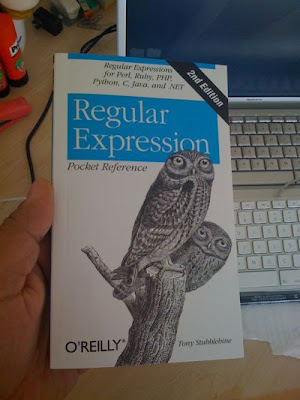 Regular Expressions
for Perl, Ruby, PHP,
Python, C, Java, and .NET
2nd Edition
Regular
Expression
Pocket Reference
O'REILLY®
Tony Stubblebine